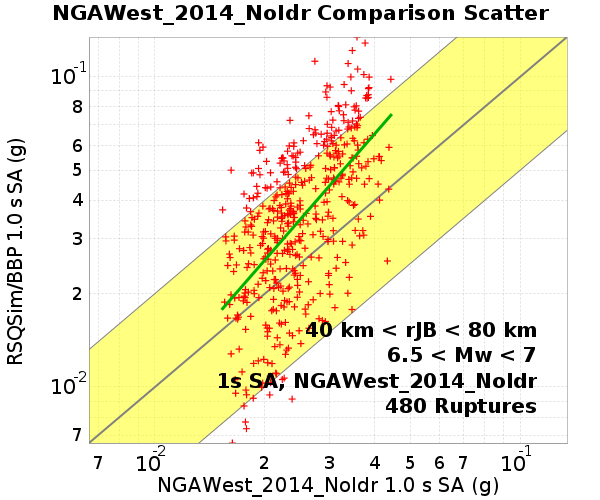 NGAWest_2014_NoIdr Comparison Scatter
RSQSim/BBP 1.0 s SA (g)
10-1
8
6
5
4
3
2
10-2
7
40 km < rJB < 80 km
6.5 < Mw < 7
1s SA, NGAWest_2014_NoIdr
480 Ruptures
7 10-2 2 3 4 5 6 7 10-1
NGAWest_2014_NoIdr 1.0 s SA (g)